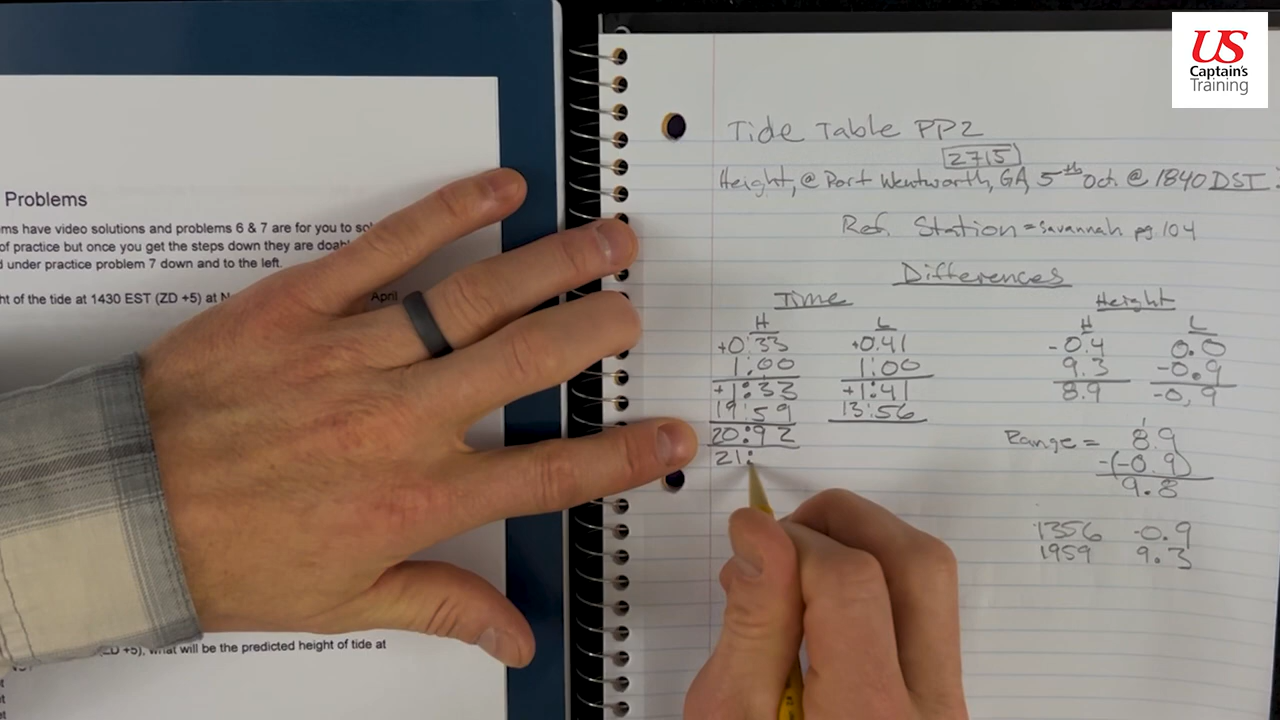 US
Captain's
Training
Problems
ms have video solutions and problems 6 & 7 are for you to sol
of practice but once you get the steps down they are doabl
d under practice problem 7 down and to the left.
ht of the tide at 1430 EST (ZD +5) at N April
(ZD +5), what will be the predicted height of tide at
Tide Table PP2
2715
Height, @ Port Wentworth, GA, 5th Oct. @ 1840 DST
Ref. Station = Savannah pg. 104
Differences
Time Height
H L H L
+0:33 +0:41 -0.4 0.0
1:00 1:00 9.3 -0.9
+1:33 +1:41 8.9 -0.9
19:59 13:56
20:92 Range = 8.9
21: -(-0.9)
9.8
1356 -0.9
1959 9.3